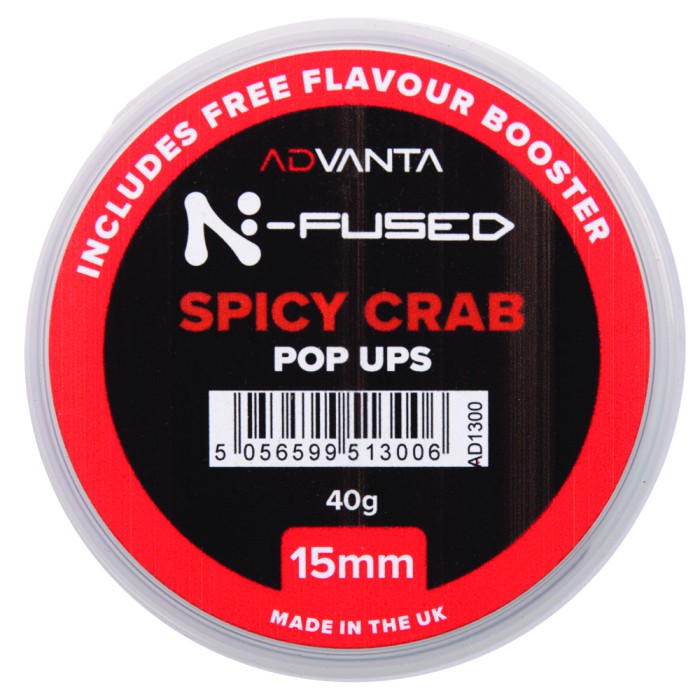 INCLUDES FREE FLAVOUR BOOSTER
ADVANTA
N-FUSED
SPICY CRAB
POP UPS
5 056599 513006
AD1300
40g
15mm
MADE IN THE UK